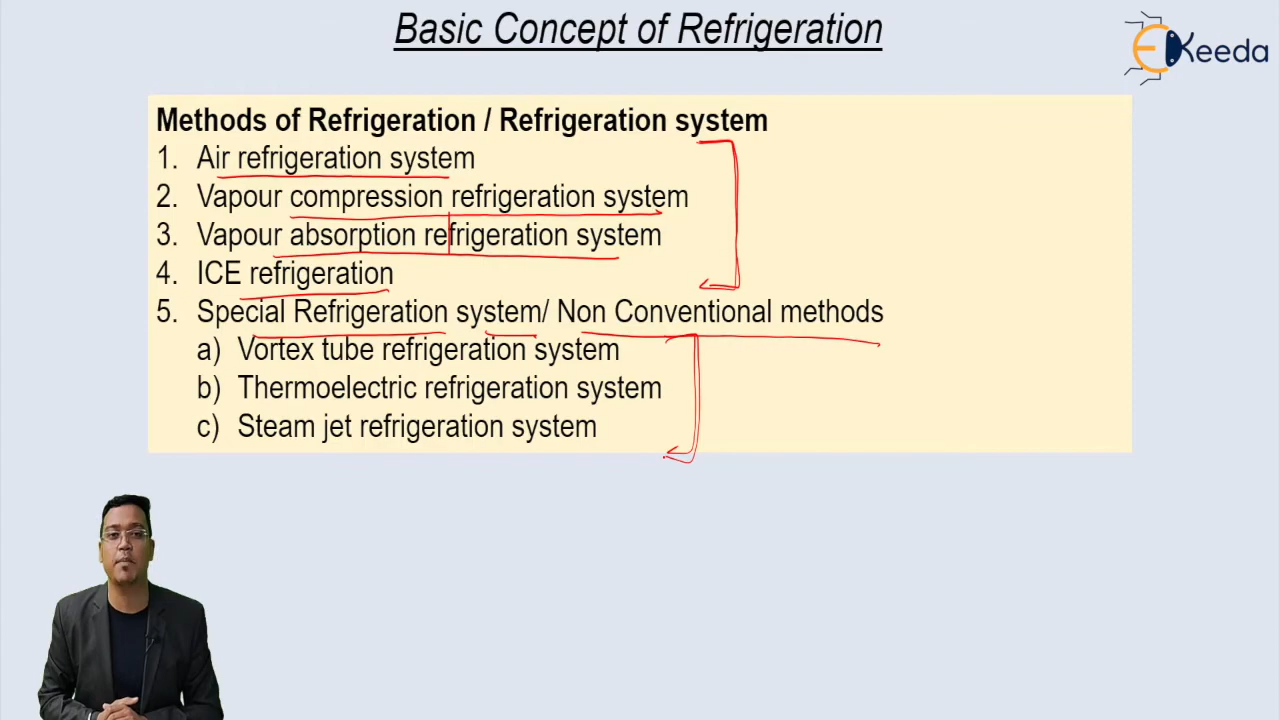 Basic Concept of Refrigeration
EKeeda
Methods of Refrigeration / Refrigeration system
1. Air refrigeration system
2. Vapour compression refrigeration system
3. Vapour absorption refrigeration system
4. ICE refrigeration
5. Special Refrigeration system/ Non Conventional methods
a) Vortex tube refrigeration system
b) Thermoelectric refrigeration system
c) Steam jet refrigeration system